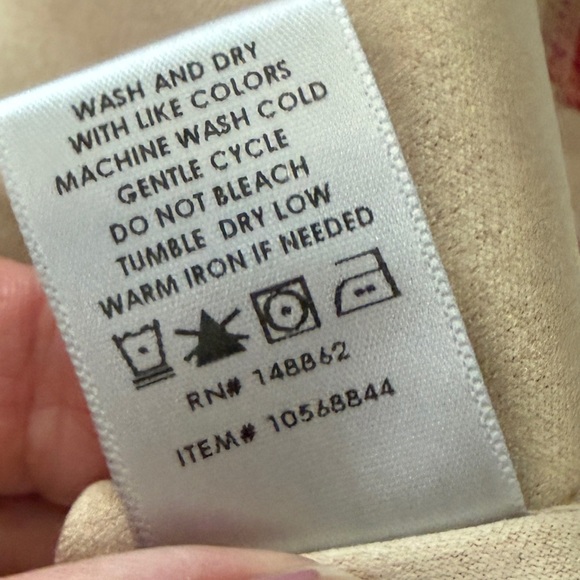 WASH AND DRY
WITH LIKE COLORS
MACHINE WASH COLD
GENTLE CYCLE
DO NOT BLEACH
TUMBLE DRY LOW
WARM IRON IF NEEDED
RN# 148862
ITEM# 10568844